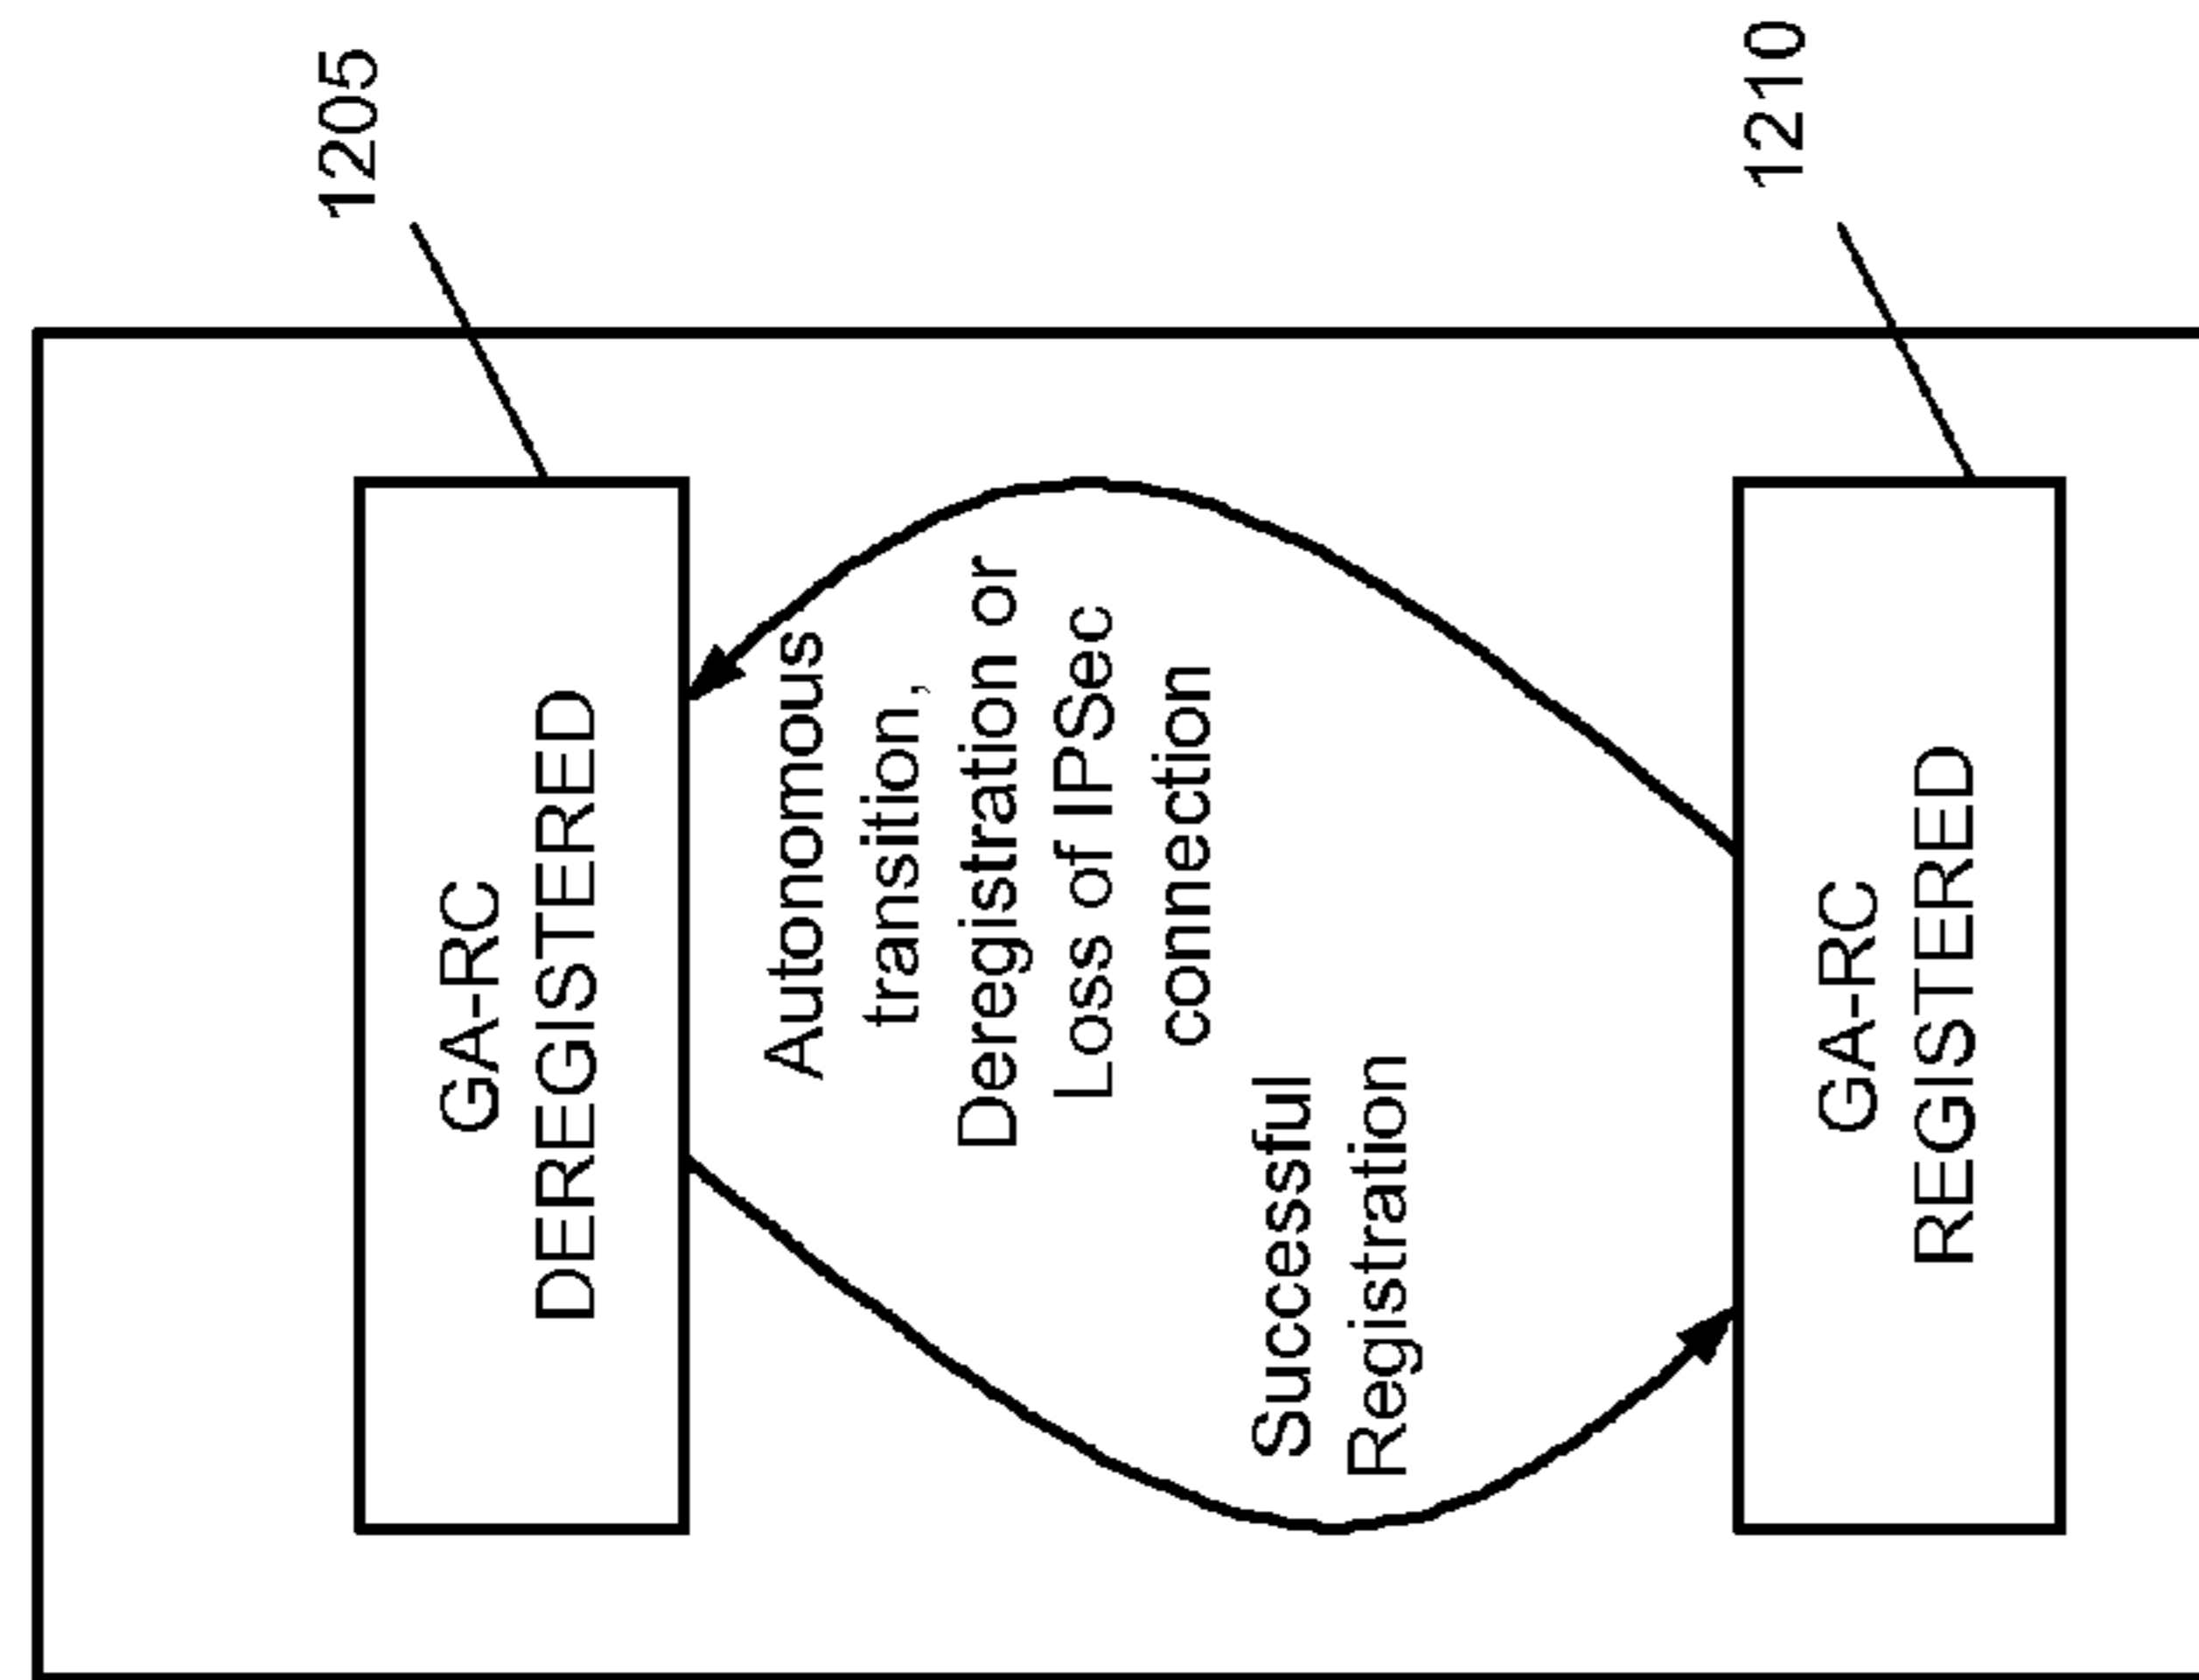 1205
GA-RC
DEREGISTERED
Autonomous
transition,
Deregistration or
Loss of IPSec
connection
Successful
Registration
GA-RC
REGISTERED
1210